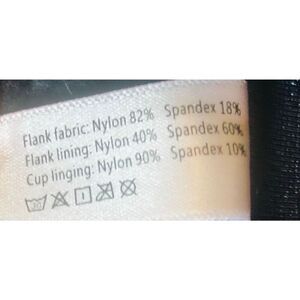 Flank fabric: Nylon 82% Spandex 18%
Flank lining: Nylon 40% Spandex 60%
Cup linging: Nylon 90% Spandex 10%